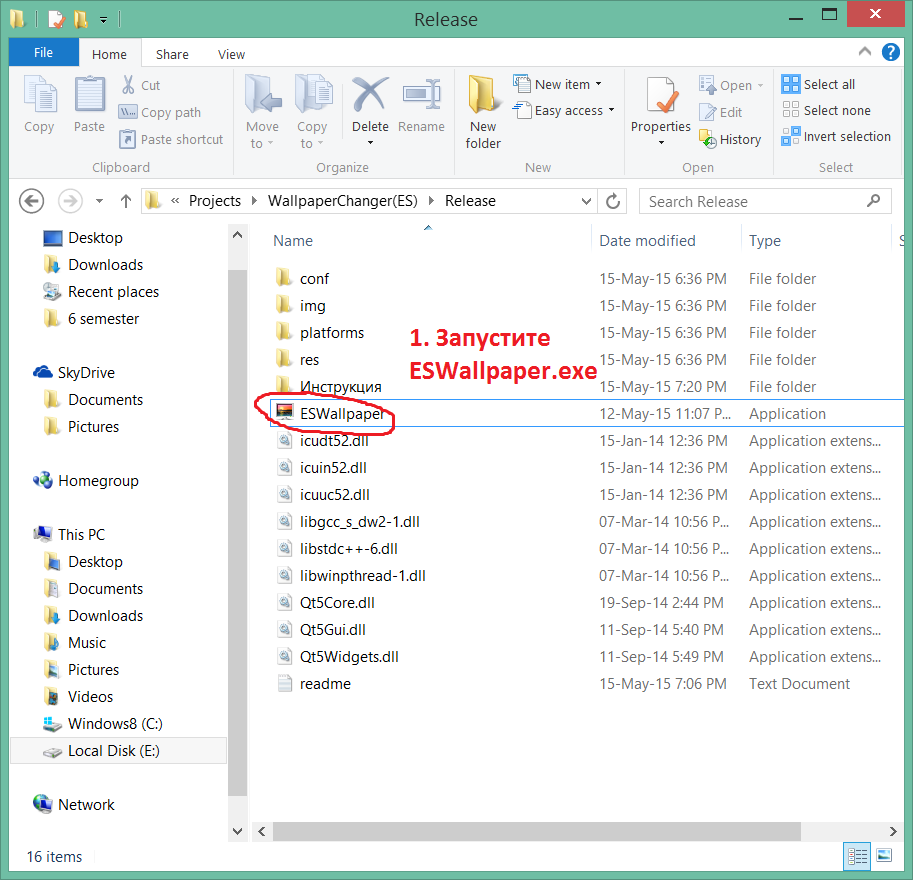 Release
File Home Share View
Copy
Paste
Cut
Copy path
Paste shortcut
Clipboard
Move to
Copy to
Delete
Rename
Organize
New folder
New item
Easy access
New
Properties
Open
Edit
History
Open
Select all
Select none
Invert selection
Select
« Projects WallpaperChanger(ES) Release
Search Release
Desktop
Downloads
Recent places
6 semester
SkyDrive
Documents
Pictures
Homegroup
This PC
Desktop
Documents
Downloads
Music
Pictures
Videos
Windows8 (C:)
Local Disk (E:)
Network
Name Date modified Type
conf 15-May-15 6:36 PM File folder
img 15-May-15 6:36 PM File folder
platforms 15-May-15 6:36 PM File folder
res 15-May-15 6:36 PM File folder
Инструкция 15-May-15 7:20 PM File folder
ESWallpaper 12-May-15 11:07 P... Application
icudt52.dll 15-Jan-14 12:36 PM Application extens...
icuin52.dll 15-Jan-14 12:36 PM Application extens...
icuuc52.dll 15-Jan-14 12:36 PM Application extens...
libgcc_s_dw2-1.dll 07-Mar-14 10:56 P... Application extens...
libstdc++-6.dll 07-Mar-14 10:56 P... Application extens...
libwinpthread-1.dll 07-Mar-14 10:56 P... Application extens...
Qt5Core.dll 19-Sep-14 2:44 PM Application extens...
Qt5Gui.dll 11-Sep-14 5:40 PM Application extens...
Qt5Widgets.dll 11-Sep-14 5:49 PM Application extens...
readme 15-May-15 7:06 PM Text Document
1. Запустите
ESWallpaper.exe
16 items